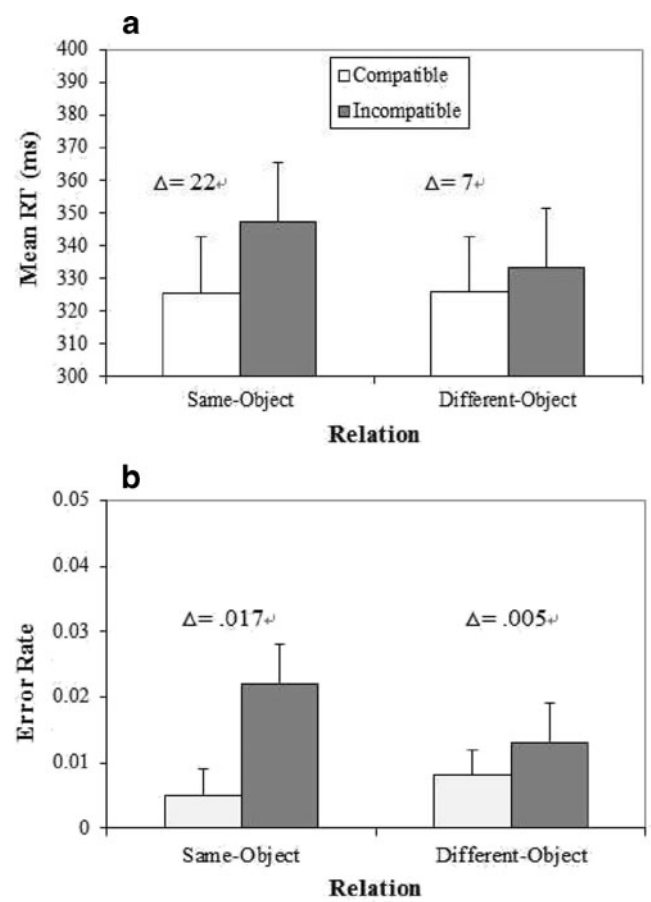 a
400
390
380
370
360
350
340
330
320
310
300
Mean RT (ms)
Compatible
Incompatible
Δ= 22↵
Δ= 7↵
Same-Object
Different-Object
Relation
b
0.05
0.04
0.03
0.02
0.01
0
Error Rate
Δ= .017↵
Δ= .005↵
Same-Object
Different-Object
Relation